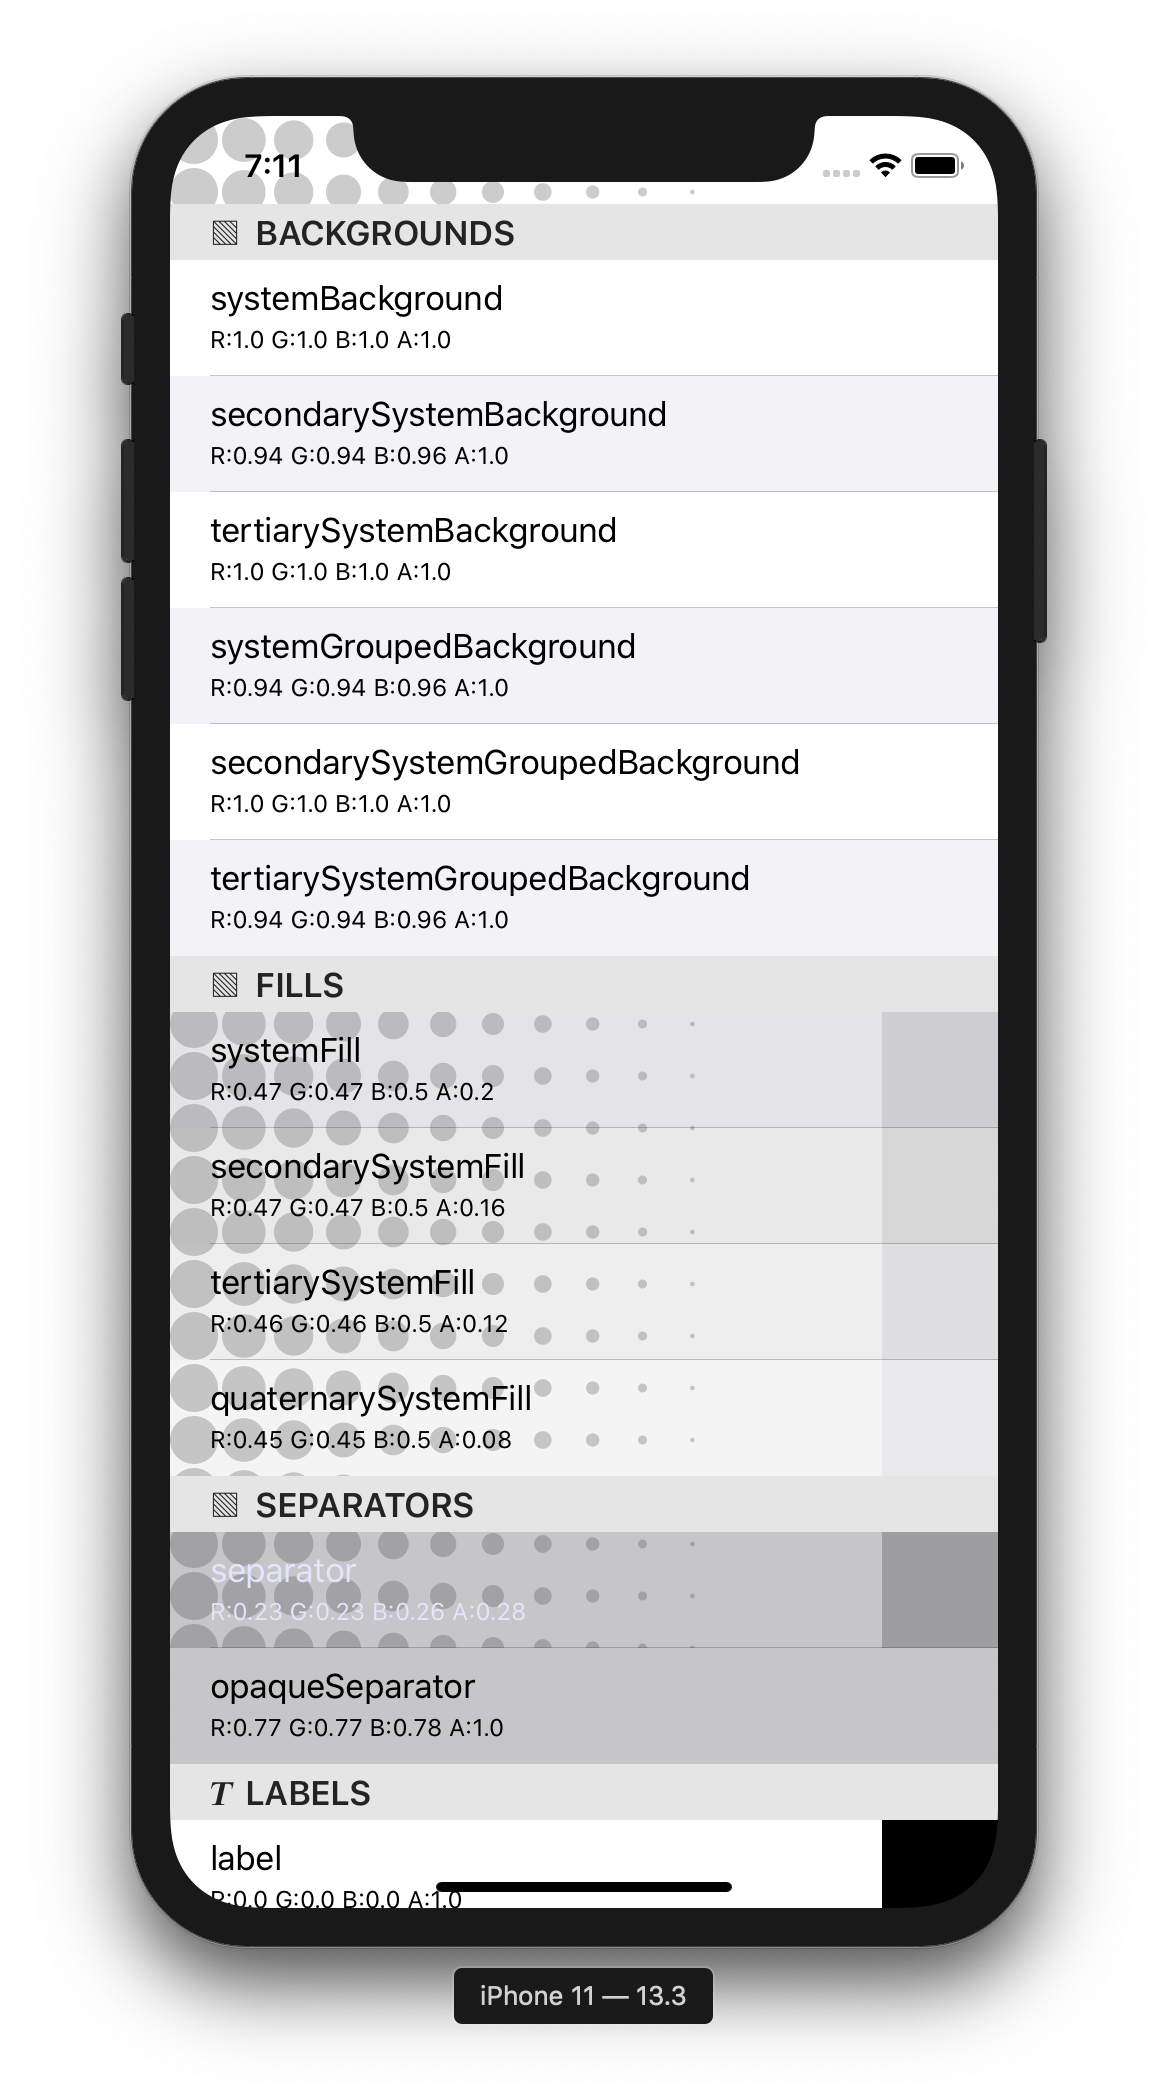 7:11
BACKGROUNDS
systemBackground
R:1.0 G:1.0 B:1.0 A:1.0
secondarySystemBackground
R:0.94 G:0.94 B:0.96 A:1.0
tertiarySystemBackground
R:1.0 G:1.0 B:1.0 A:1.0
systemGroupedBackground
R:0.94 G:0.94 B:0.96 A:1.0
secondarySystemGroupedBackground
R:1.0 G:1.0 B:1.0 A:1.0
tertiarySystemGroupedBackground
R:0.94 G:0.94 B:0.96 A:1.0
FILLS
systemFill
R:0.47 G:0.47 B:0.5 A:0.2
secondarySystemFill
R:0.47 G:0.47 B:0.5 A:0.16
tertiarySystemFill
R:0.46 G:0.46 B:0.5 A:0.12
quaternarySystemFill
R:0.45 G:0.45 B:0.5 A:0.08
SEPARATORS
separator
R:0.23 G:0.23 B:0.26 A:0.28
opaqueSeparator
R:0.77 G:0.77 B:0.78 A:1.0
T LABELS
label
R:0.0 G:0.0 B:0.0 A:1.0
iPhone 11 — 13.3